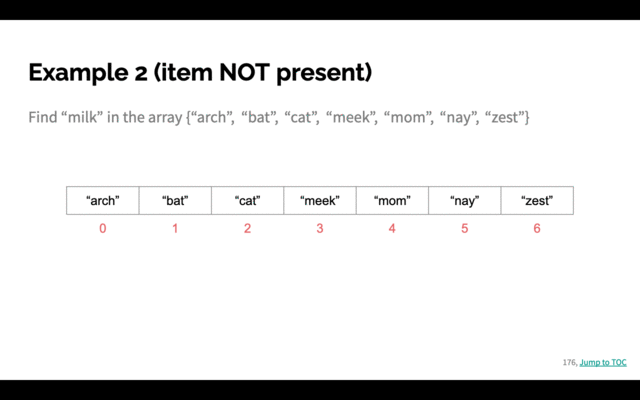 Example 2 (item NOT present)
Find “milk” in the array {“arch”, “bat”, “cat”, “meek”, “mom”, “nay”, “zest”}
“arch” “bat” “cat” “meek” “mom” “nay” “zest”
0 1 2 3 4 5 6
176, Jump to TOC